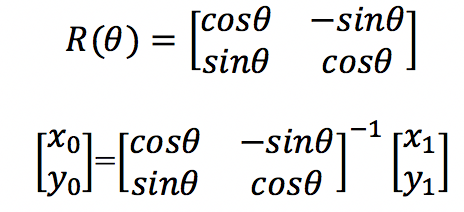 R(θ) = [cosθ −sinθ
sinθ cosθ]
[x₀
y₀]=[cosθ −sinθ
sinθ cosθ]⁻¹ [x₁
y₁]